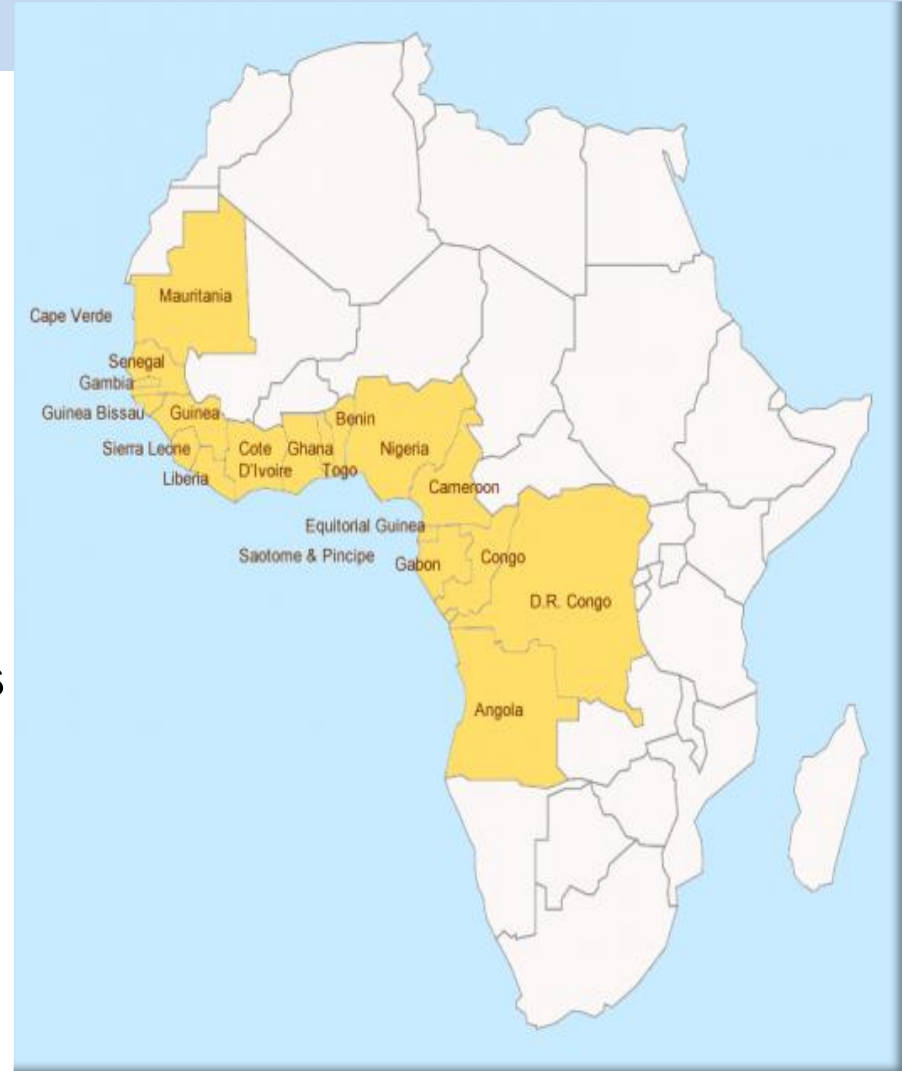 Mauritania
Cape Verde
Senegal
Gambia
Guinea Bissau
Guinea
Benin
Sierra Leone
Cote
D'Ivoire
Ghana
Nigeria
Togo
Liberia
Cameroon
Equitorial Guinea
Saotome & Pincipe
Gabon
Congo
D.R. Congo
s
Angola